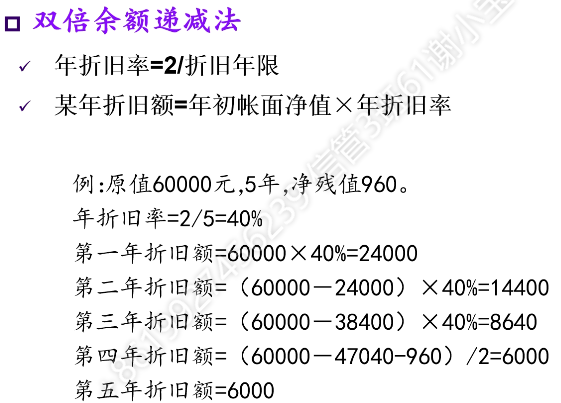 双倍余额递减法
年折旧率=2/折旧年限
某年折旧额=年初帐面净值×年折旧率
例:原值60000元,5年,净残值960。
年折旧率=2/5=40%
第一年折旧额=60000×40%=24000
第二年折旧额=（60000－24000）×40%=14400
第三年折旧额=（60000－38400）×40%=8640
第四年折旧额=（60000－47040-960）/2=6000
第五年折旧额=6000